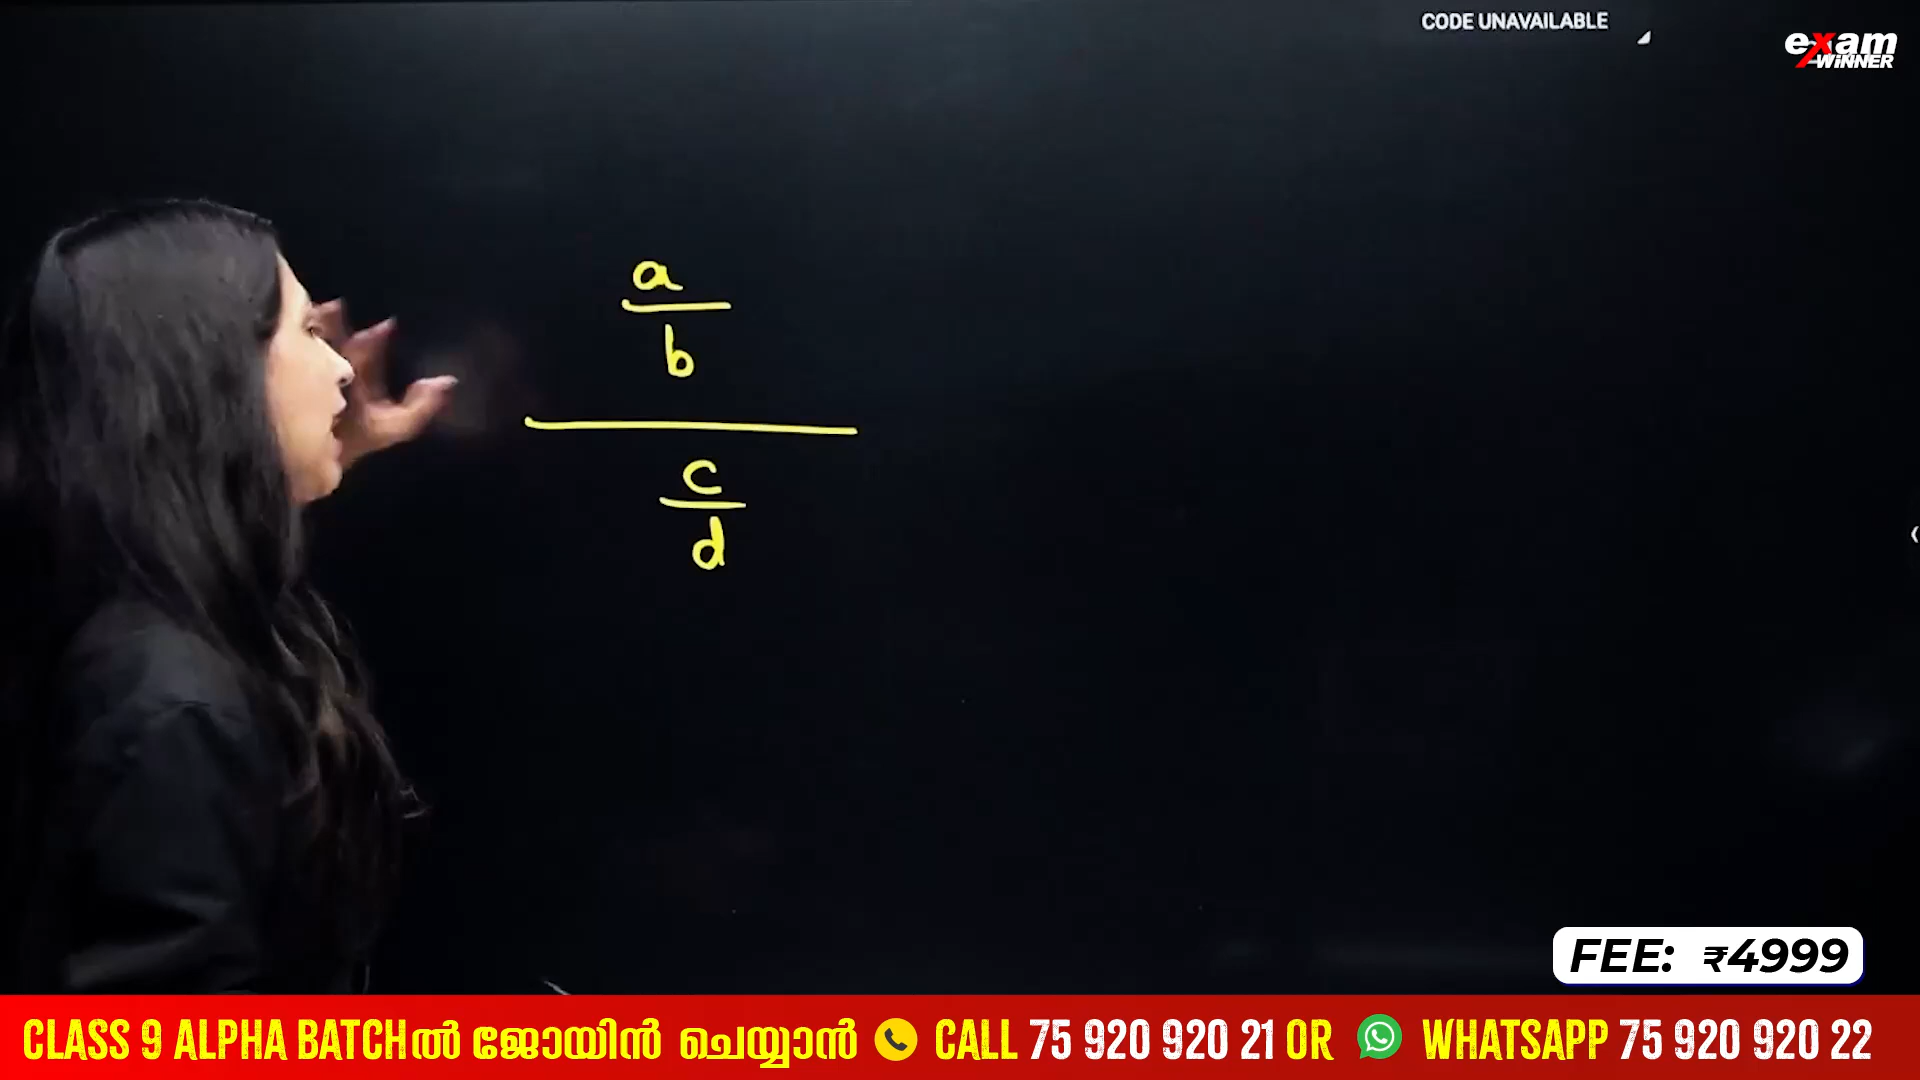 CODE UNAVAILABLE
exam
WINNER
a
b
c
d
FEE: ₹4999
CLASS 9 ALPHA BATCHൽ ജോയിൻ ചെയ്യാൻ CALL 75 920 920 21 OR WHATSAPP 75 920 920 22